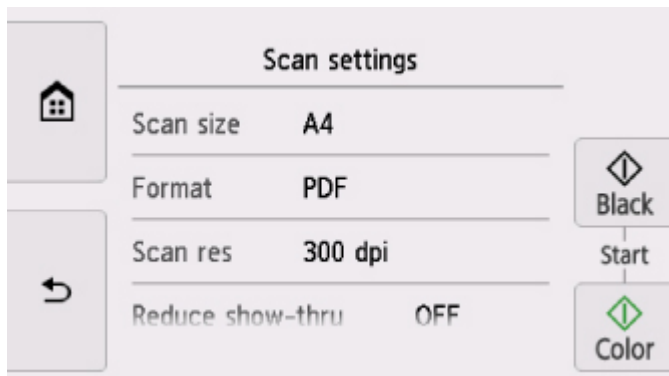 Scan settings
Scan size A4
Format PDF
Scan res 300 dpi
Reduce show-thru OFF
Black
Start
Color